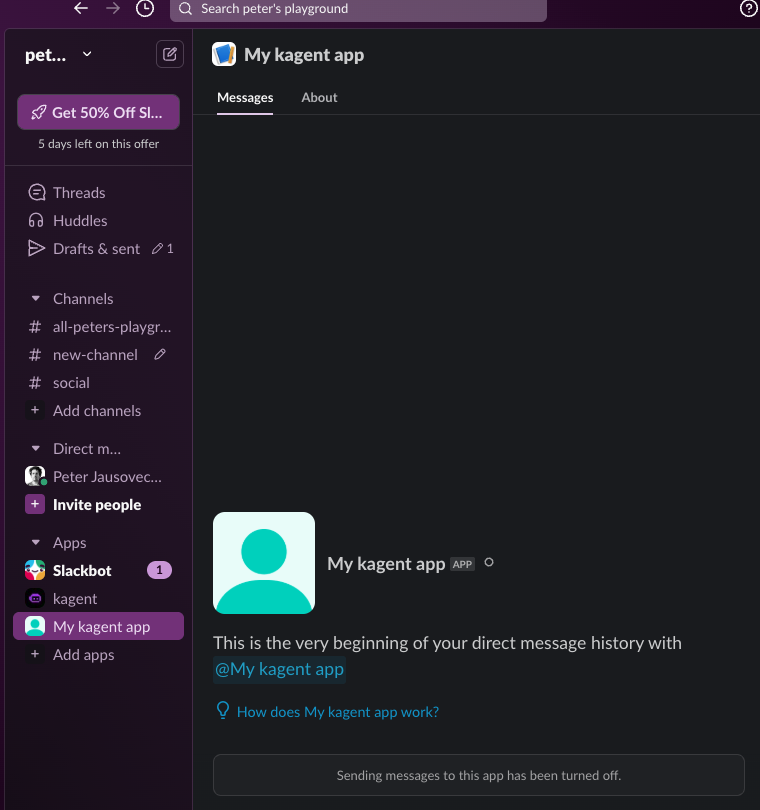 Search peter's playground
pet...
Get 50% Off Sl...
5 days left on this offer
Threads
Huddles
Drafts & sent 1
Channels
# all-peters-playgr...
# new-channel
# social
+ Add channels
Direct m...
Peter Jausovec...
+ Invite people
Apps
Slackbot 1
kagent
My kagent app
+ Add apps
My kagent app
Messages About
My kagent app APP
This is the very beginning of your direct message history with
@My kagent app
How does My kagent app work?
Sending messages to this app has been turned off.